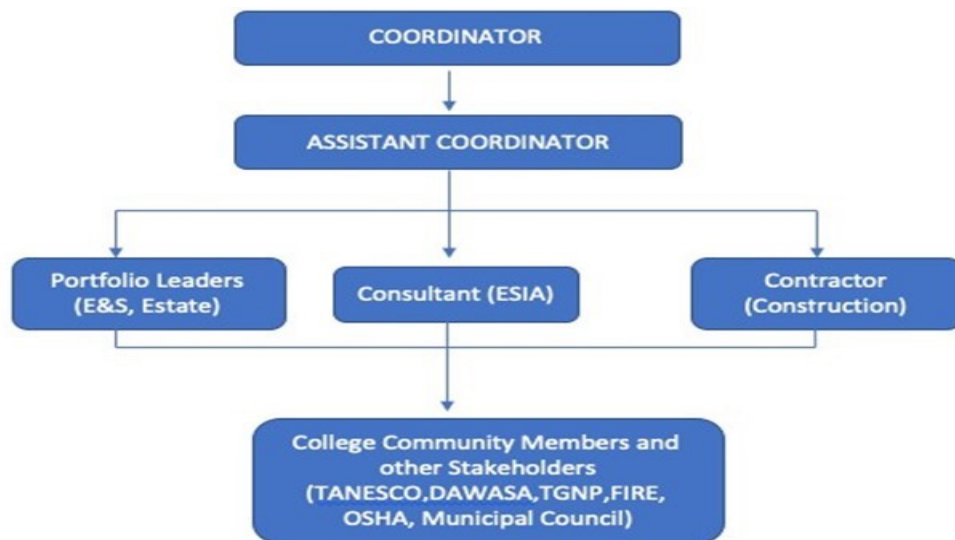 COORDINATOR
ASSISTANT COORDINATOR
Portfolio Leaders
(E&S, Estate)
Consultant (ESIA)
Contractor
(Construction)
College Community Members and
other Stakeholders
(TANESCO,DAWASA,TGNP,FIRE,
OSHA, Municipal Council)